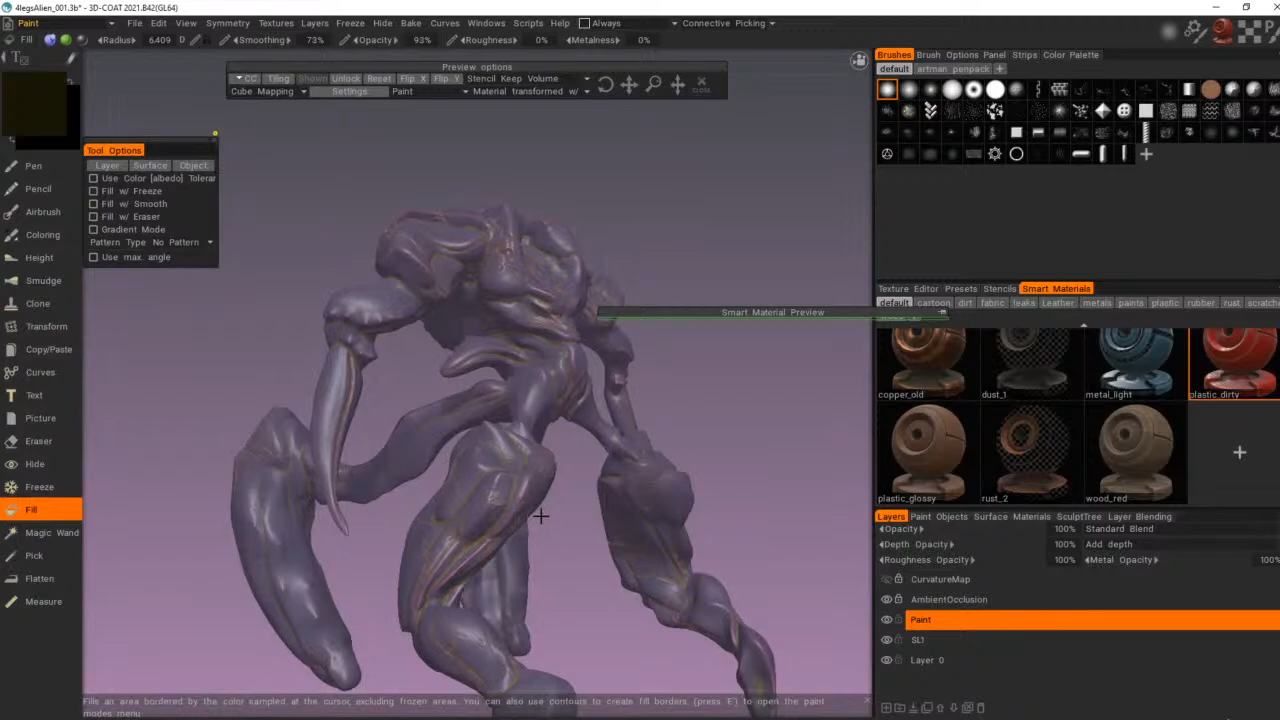 4legsAlien_001.3b* - 3D-COAT 2021.B42(GL64)
Paint File Edit View Symmetry Textures Layers Freeze Hide Bake Curves Windows Scripts Help Always Connective Picking
Fill Radius 6.409 D Smoothing 73% Opacity 93% Roughness 0% Metalness 0%
Preview options
CC Tiling Shown Unlock Reset Flip X Flip Y Stencil Keep Volume
Cube Mapping Settings Paint Material transformed w/ CLOSE
Tool Options
Layer Surface Object
Use Color [albedo] Toleran
Fill w/ Freeze
Fill w/ Smooth
Fill w/ Eraser
Gradient Mode
Pattern Type No Pattern
Use max. angle
Pen
Pencil
Airbrush
Coloring
Height
Smudge
Clone
Transform
Copy/Paste
Curves
Text
Picture
Eraser
Hide
Freeze
Fill
Magic Wand
Pick
Flatten
Measure
Brushes Brush Options Panel Strips Color Palette
default artman penpack
Texture Editor Presets Stencils Smart Materials
default cartoon dirt fabric leaks Leather metals paints plastic rubber rust scratche
Smart Material Preview
copper_old dust_1 metal_light plastic_dirty
plastic_glossy rust_2 wood_red
Layers Paint Objects Surface Materials SculptTree Layer Blending
Opacity 100% Standard Blend
Depth Opacity 100% Add depth
Roughness Opacity 100% Metal Opacity 100%
CurvatureMap
AmbientOcclusion
Paint
SL1
Layer 0
Fills an area bordered by the color sampled at the cursor, excluding frozen areas. You can also use contours to create fill borders (press 'E') to open the paint
modes menu